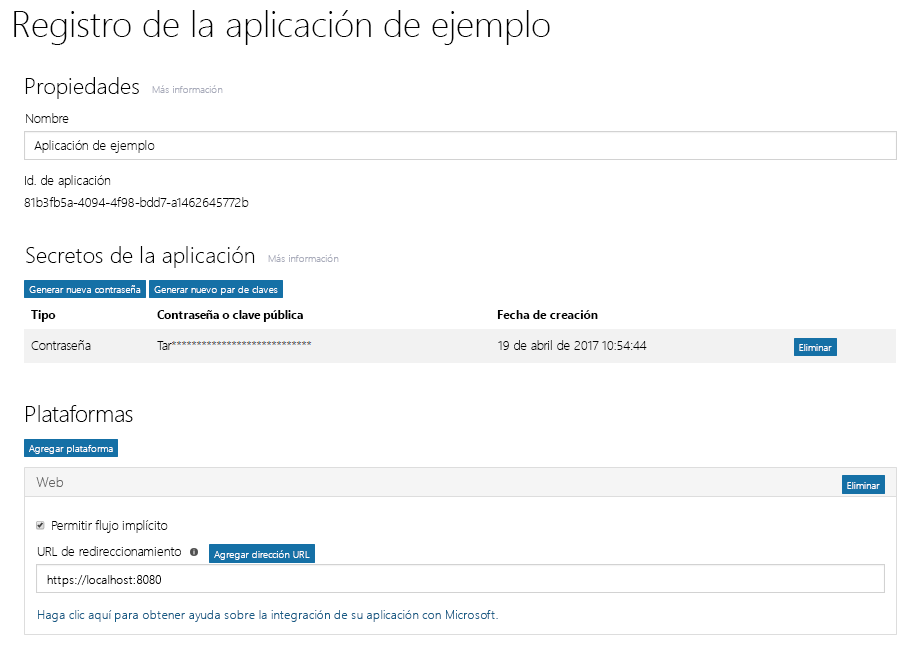 Registro de la aplicación de ejemplo
Propiedades Más información
Nombre
Aplicación de ejemplo
Id. de aplicación
81b3fb5a-4094-4f98-bdd7-a1462645772b
Secretos de la aplicación Más información
Generar nueva contraseña Generar nuevo par de claves
Tipo Contraseña o clave pública Fecha de creación
Contraseña Tar**************************** 19 de abril de 2017 10:54:44 Eliminar
Plataformas
Agregar plataforma
Web Eliminar
Permitir flujo implícito
URL de redireccionamiento Agregar dirección URL
https://localhost:8080
Haga clic aquí para obtener ayuda sobre la integración de su aplicación con Microsoft.